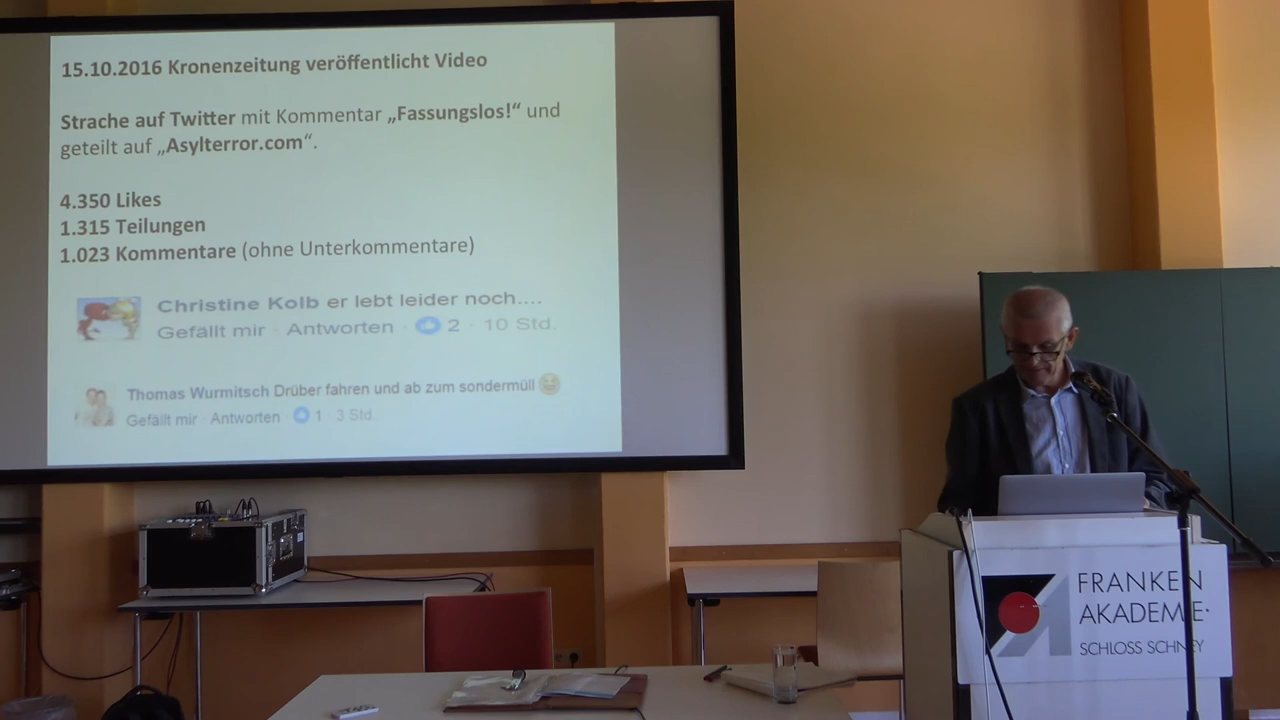 15.10.2016 Kronenzeitung veröffentlicht Video
Strache auf Twitter mit Kommentar „Fassungslos!“ und
geteilt auf „Asylterror.com“.
4.350 Likes
1.315 Teilungen
1.023 Kommentare (ohne Unterkommentare)
Christine Kolb er lebt leider noch....
Gefällt mir · Antworten · 2 · 10 Std.
Thomas Wurmitsch Drüber fahren und ab zum sondermüll
Gefällt mir · Antworten · 1 · 3 Std.
FRANKEN
AKADEMIE
SCHLOSS SCHNEY